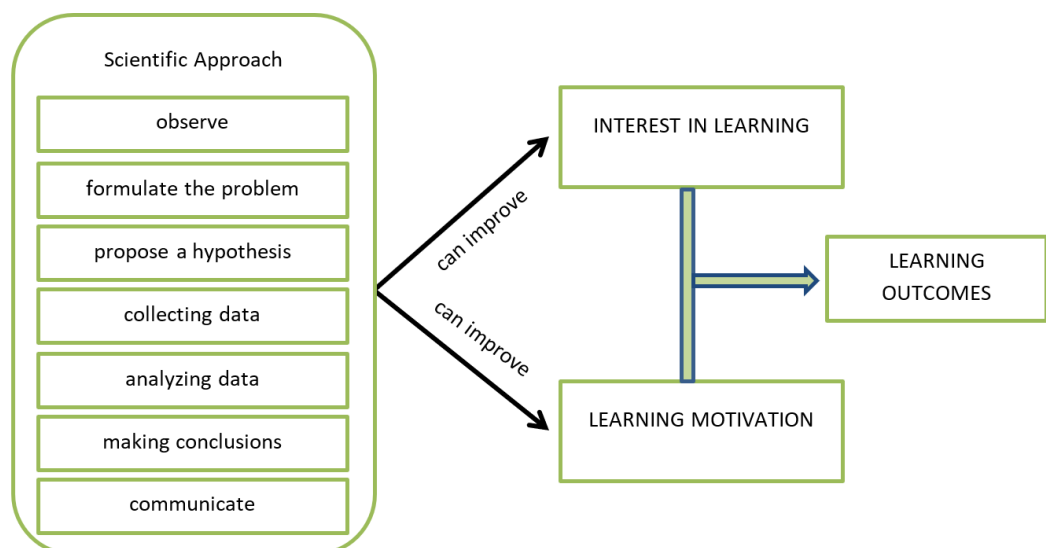 Scientific Approach
observe
formulate the problem
propose a hypothesis
collecting data
analyzing data
making conclusions
communicate
can improve
can improve
INTEREST IN LEARNING
LEARNING MOTIVATION
LEARNING
OUTCOMES